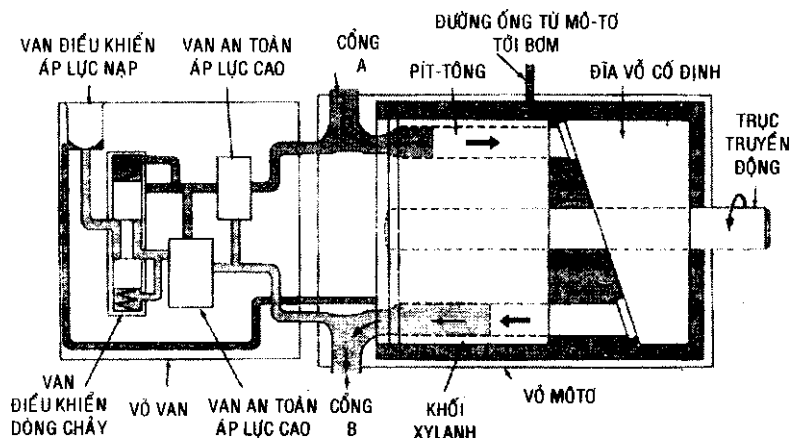 ĐƯỜNG ỐNG TỪ MÔ-TƠ
TỚI BƠM
VAN ĐIỀU KHIỂN
ÁP LỰC NẠP
VAN AN TOÀN
ÁP LỰC CAO
CỔNG
A
PÍT-TÔNG
ĐĨA VỖ CỐ ĐỊNH
TRỤC
TRUYỀN
ĐỘNG
VAN
ĐIỀU KHIỂN
DÒNG CHẢY
VỎ VAN
VAN AN TOÀN
ÁP LỰC CAO
CỔNG
B
KHỐI
XYLANH
VỎ MÔTƠ